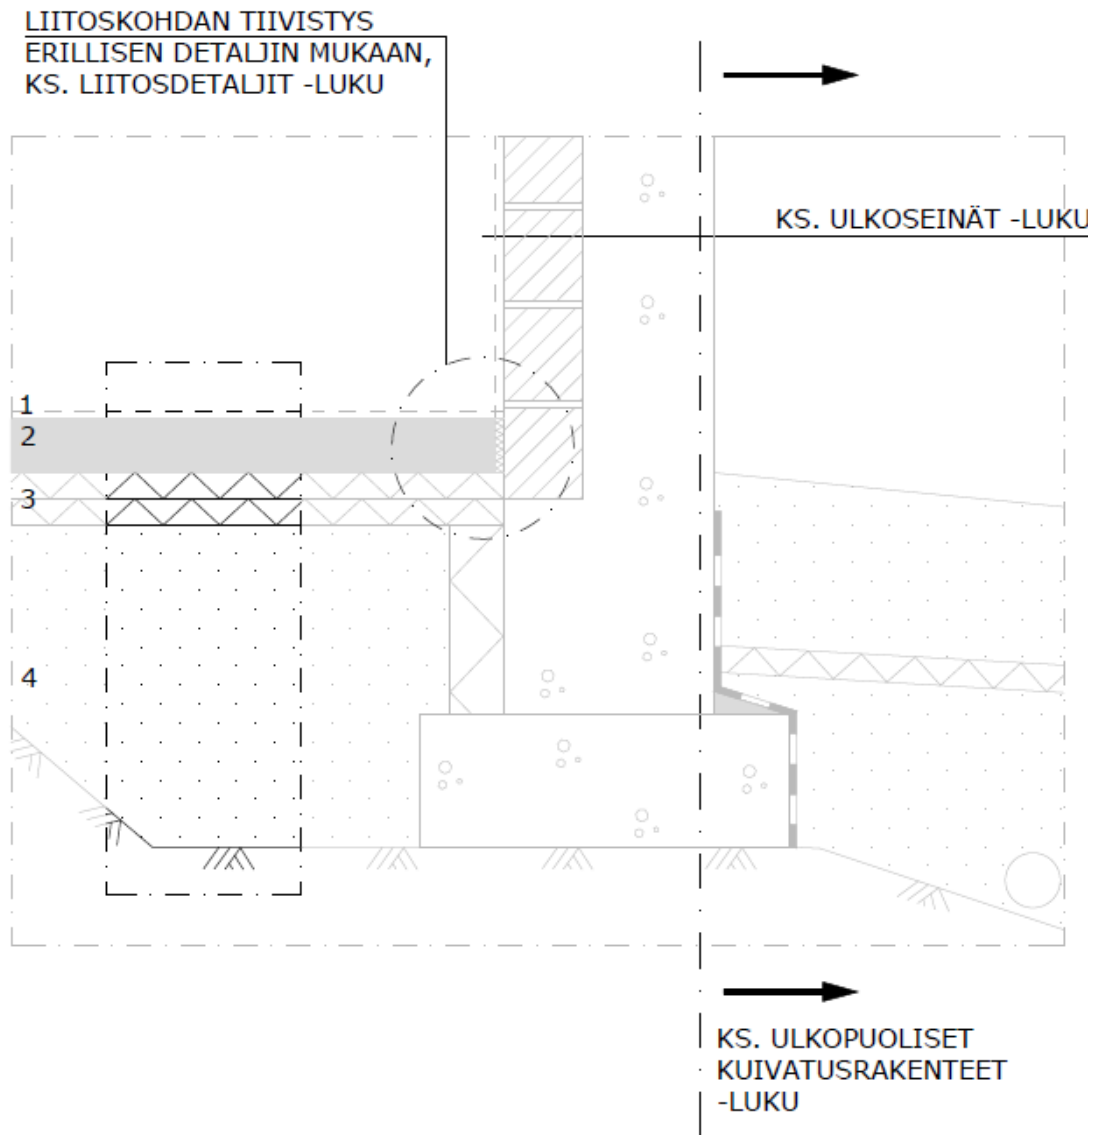 LIITOSKOHDAN TIIVISTYS
ERILLISEN DETALJIN MUKAAN,
KS. LIITOSDETALJIT -LUKU
KS. ULKOSEINÄT -LUKU
1
2
3
4
KS. ULKOPUOLISET
KUIVATUSRAKENTEET
-LUKU